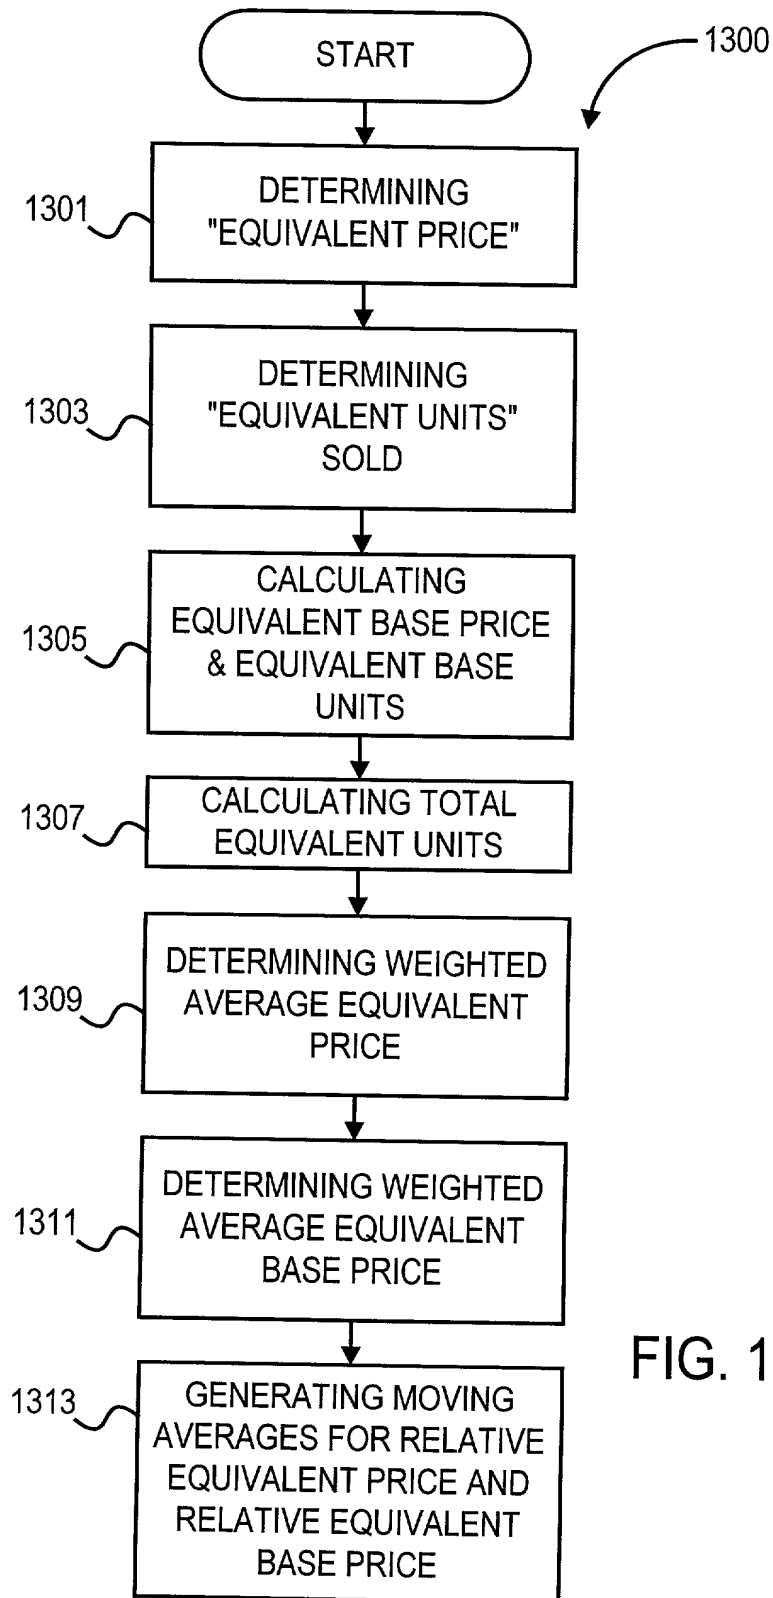 START
1300
1301
DETERMINING
"EQUIVALENT PRICE"
1303
DETERMINING
"EQUIVALENT UNITS"
SOLD
1305
CALCULATING
EQUIVALENT BASE PRICE
& EQUIVALENT BASE
UNITS
1307
CALCULATING TOTAL
EQUIVALENT UNITS
1309
DETERMINING WEIGHTED
AVERAGE EQUIVALENT
PRICE
1311
DETERMINING WEIGHTED
AVERAGE EQUIVALENT
BASE PRICE
FIG. 1
1313
GENERATING MOVING
AVERAGES FOR RELATIVE
EQUIVALENT PRICE AND
RELATIVE EQUIVALENT
BASE PRICE